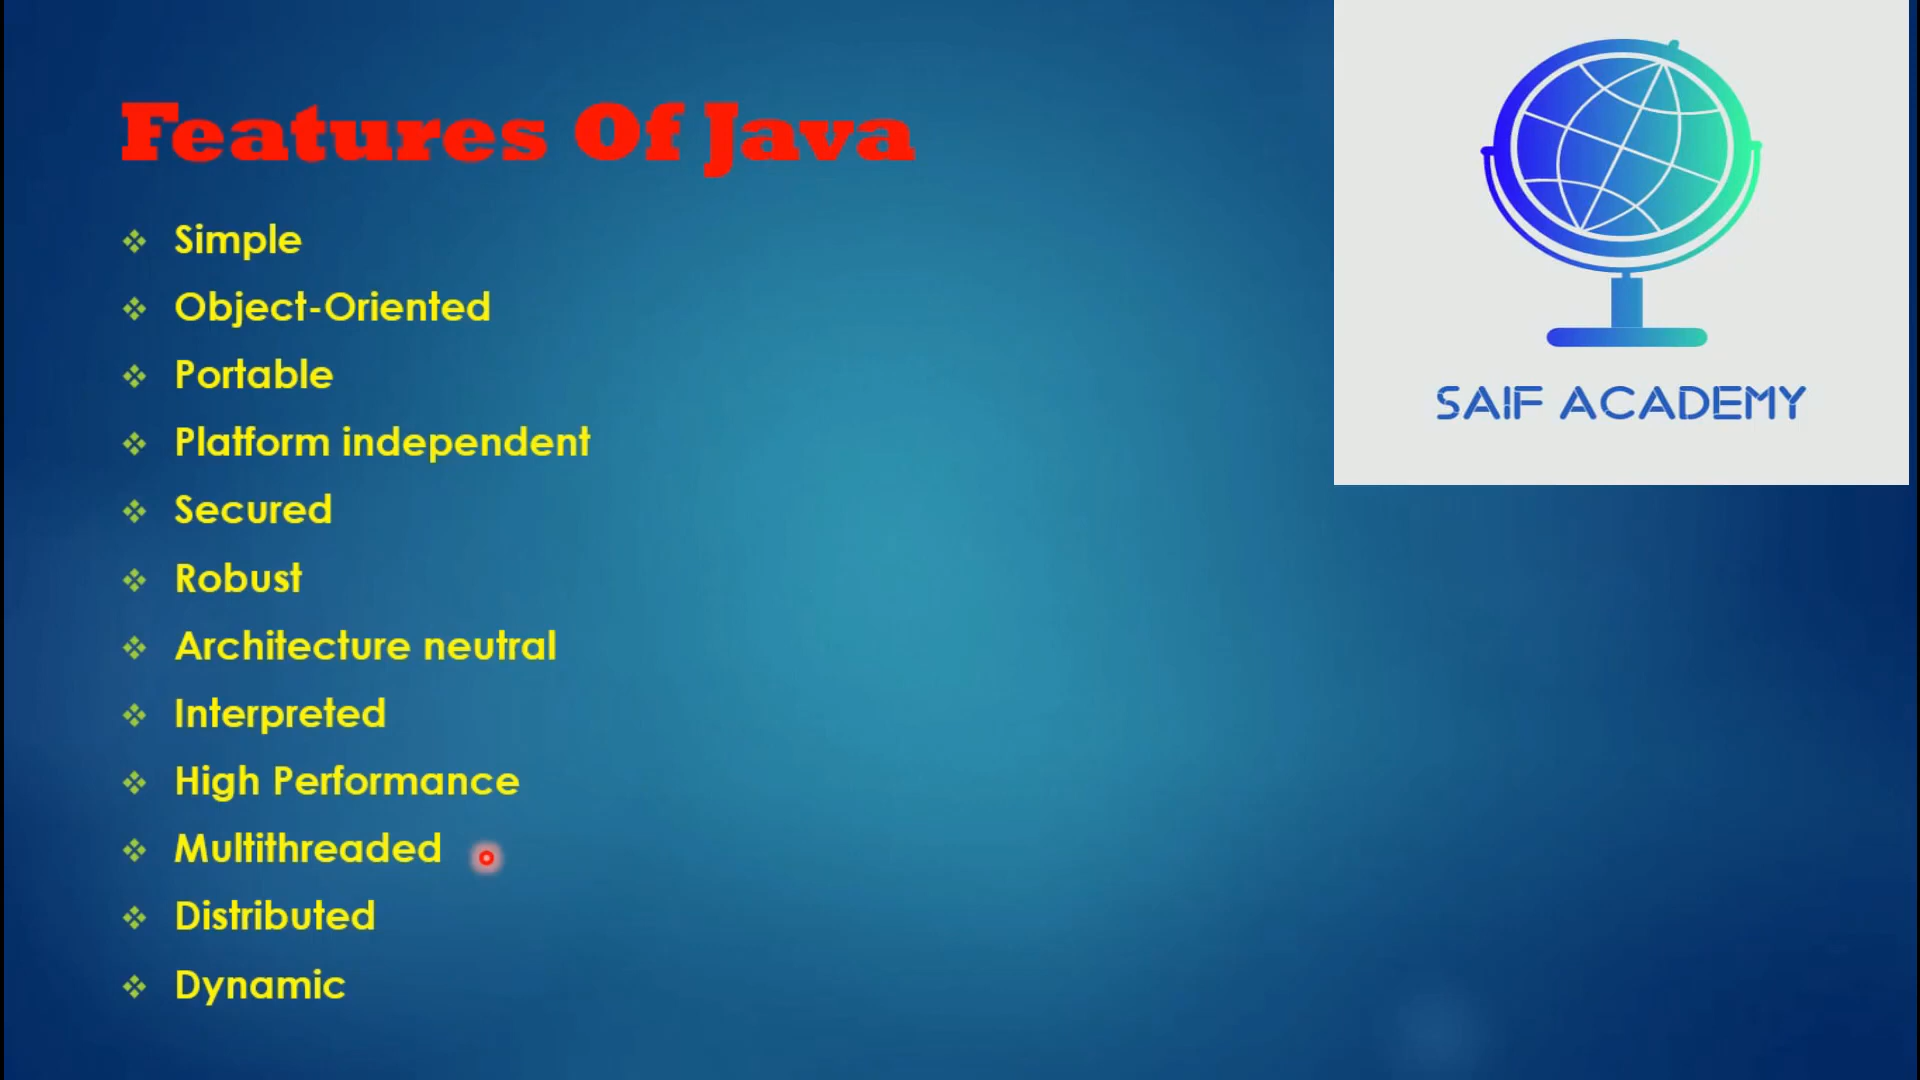 Features Of Java
Simple
Object-Oriented
Portable
Platform independent
Secured
Robust
Architecture neutral
Interpreted
High Performance
Multithreaded
Distributed
Dynamic
SAIF ACADEMY